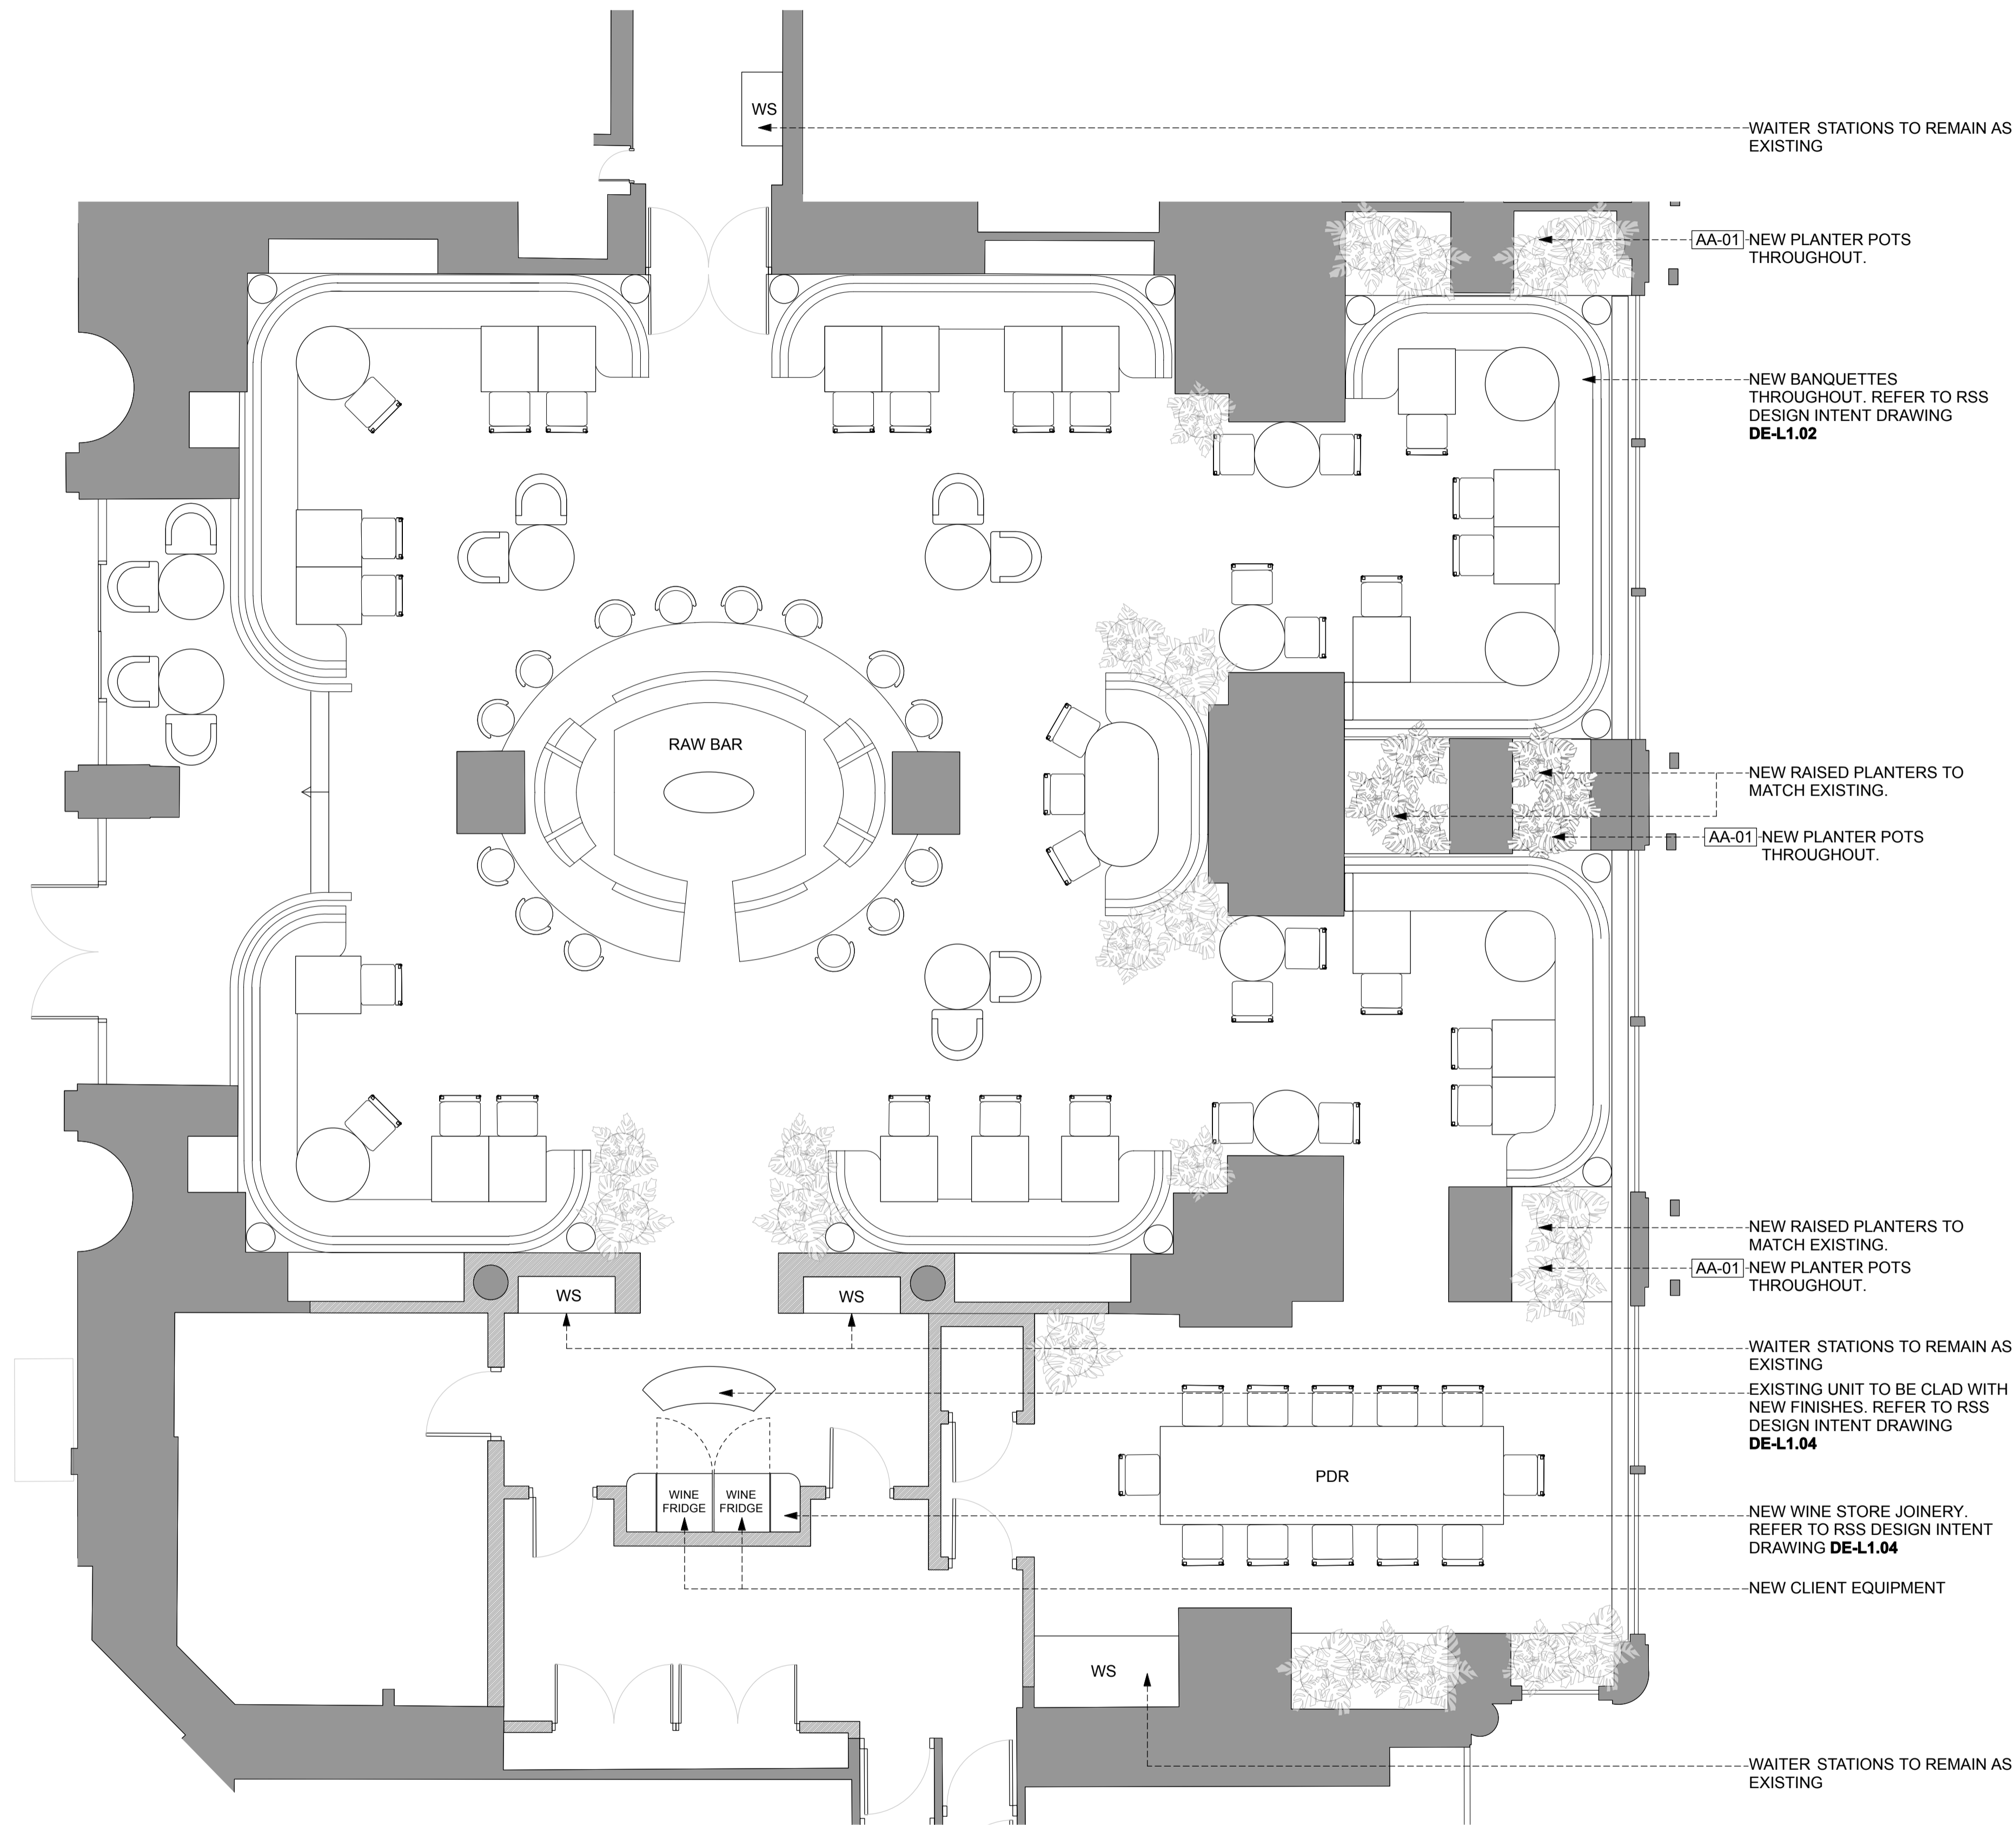 WS
WAITER STATIONS TO REMAIN AS
EXISTING
AA-01 NEW PLANTER POTS
THROUGHOUT.
NEW BANQUETTES
THROUGHOUT. REFER TO RSS
DESIGN INTENT DRAWING
DE-L1.02
RAW BAR
NEW RAISED PLANTERS TO
MATCH EXISTING.
AA-01 NEW PLANTER POTS
THROUGHOUT.
NEW RAISED PLANTERS TO
MATCH EXISTING.
AA-01 NEW PLANTER POTS
THROUGHOUT.
WS
WS
WAITER STATIONS TO REMAIN AS
EXISTING
EXISTING UNIT TO BE CLAD WITH
NEW FINISHES. REFER TO RSS
DESIGN INTENT DRAWING
DE-L1.04
PDR
WINE
FRIDGE
WINE
FRIDGE
NEW WINE STORE JOINERY.
REFER TO RSS DESIGN INTENT
DRAWING DE-L1.04
NEW CLIENT EQUIPMENT
WS
WAITER STATIONS TO REMAIN AS
EXISTING